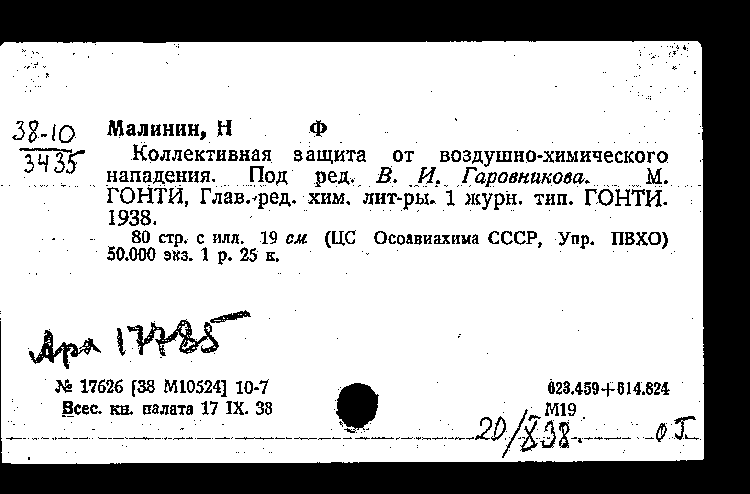 38-10
3435
Малинин, Н Ф
Коллективная защита от воздушно-химического
нападения. Под ред. В. И. Гаровникова. М.
ГОНТИ, Глав. ред. хим. лит-ры. 1 журн. тип. ГОНТИ.
1938.
80 стр. с илл. 19 см (ЦС Осоавиахима СССР, Упр. ПВХО)
50.000 экз. 1 р. 25 к.
Ара 17785
№ 17626 [38 М10524] 10-7
Всес. кн. палата 17 IX. 38
623.459+614.824
М19
20/X 38.